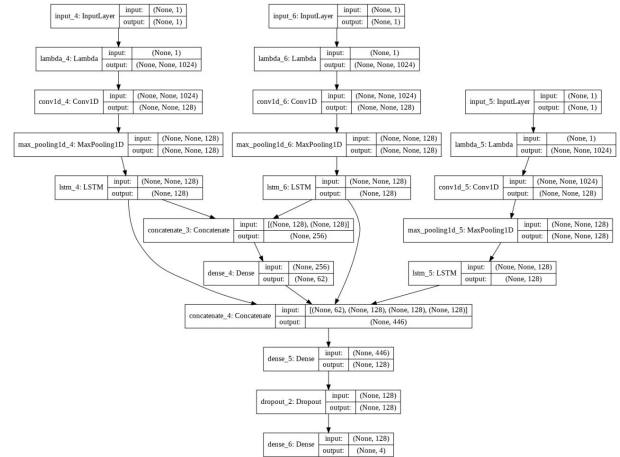 input_4: InputLayer input: (None, 1)
output: (None, 1)
input_6: InputLayer input: (None, 1)
output: (None, 1)
lambda_4: Lambda input: (None, 1)
output: (None, None, 1024)
lambda_6: Lambda input: (None, 1)
output: (None, None, 1024)
conv1d_4: Conv1D input: (None, None, 1024)
output: (None, None, 128)
conv1d_6: Conv1D input: (None, None, 1024)
output: (None, None, 128)
input_5: InputLayer input: (None, 1)
output: (None, 1)
max_pooling1d_4: MaxPooling1D input: (None, None, 128)
output: (None, None, 128)
max_pooling1d_6: MaxPooling1D input: (None, None, 128)
output: (None, None, 128)
lambda_5: Lambda input: (None, 1)
output: (None, None, 1024)
lstm_4: LSTM input: (None, None, 128)
output: (None, 128)
lstm_6: LSTM input: (None, None, 128)
output: (None, 128)
conv1d_5: Conv1D input: (None, None, 1024)
output: (None, None, 128)
concatenate_3: Concatenate input: [(None, 128), (None, 128)]
output: (None, 256)
max_pooling1d_5: MaxPooling1D input: (None, None, 128)
output: (None, None, 128)
dense_4: Dense input: (None, 256)
output: (None, 62)
lstm_5: LSTM input: (None, None, 128)
output: (None, 128)
concatenate_4: Concatenate input: [(None, 62), (None, 128), (None, 128), (None, 128)]
output: (None, 446)
dense_5: Dense input: (None, 446)
output: (None, 128)
dropout_2: Dropout input: (None, 128)
output: (None, 128)
dense_6: Dense input: (None, 128)
output: (None, 4)